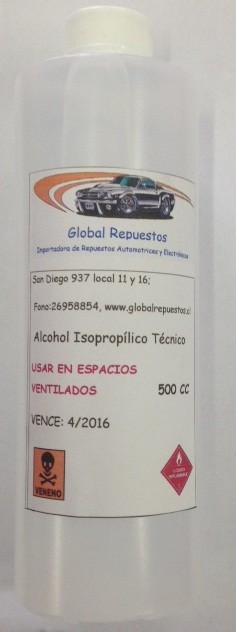 Global Repuestos
Importadora de Repuestos Automotrices y Electrónicos
San Diego 937 local 11 y 16;
Fono:26958854, www.globalrepuestos.cl
Alcohol Isopropílico Técnico
USAR EN ESPACIOS
VENTILADOS 500 CC
VENCE: 4/2016
VENENO